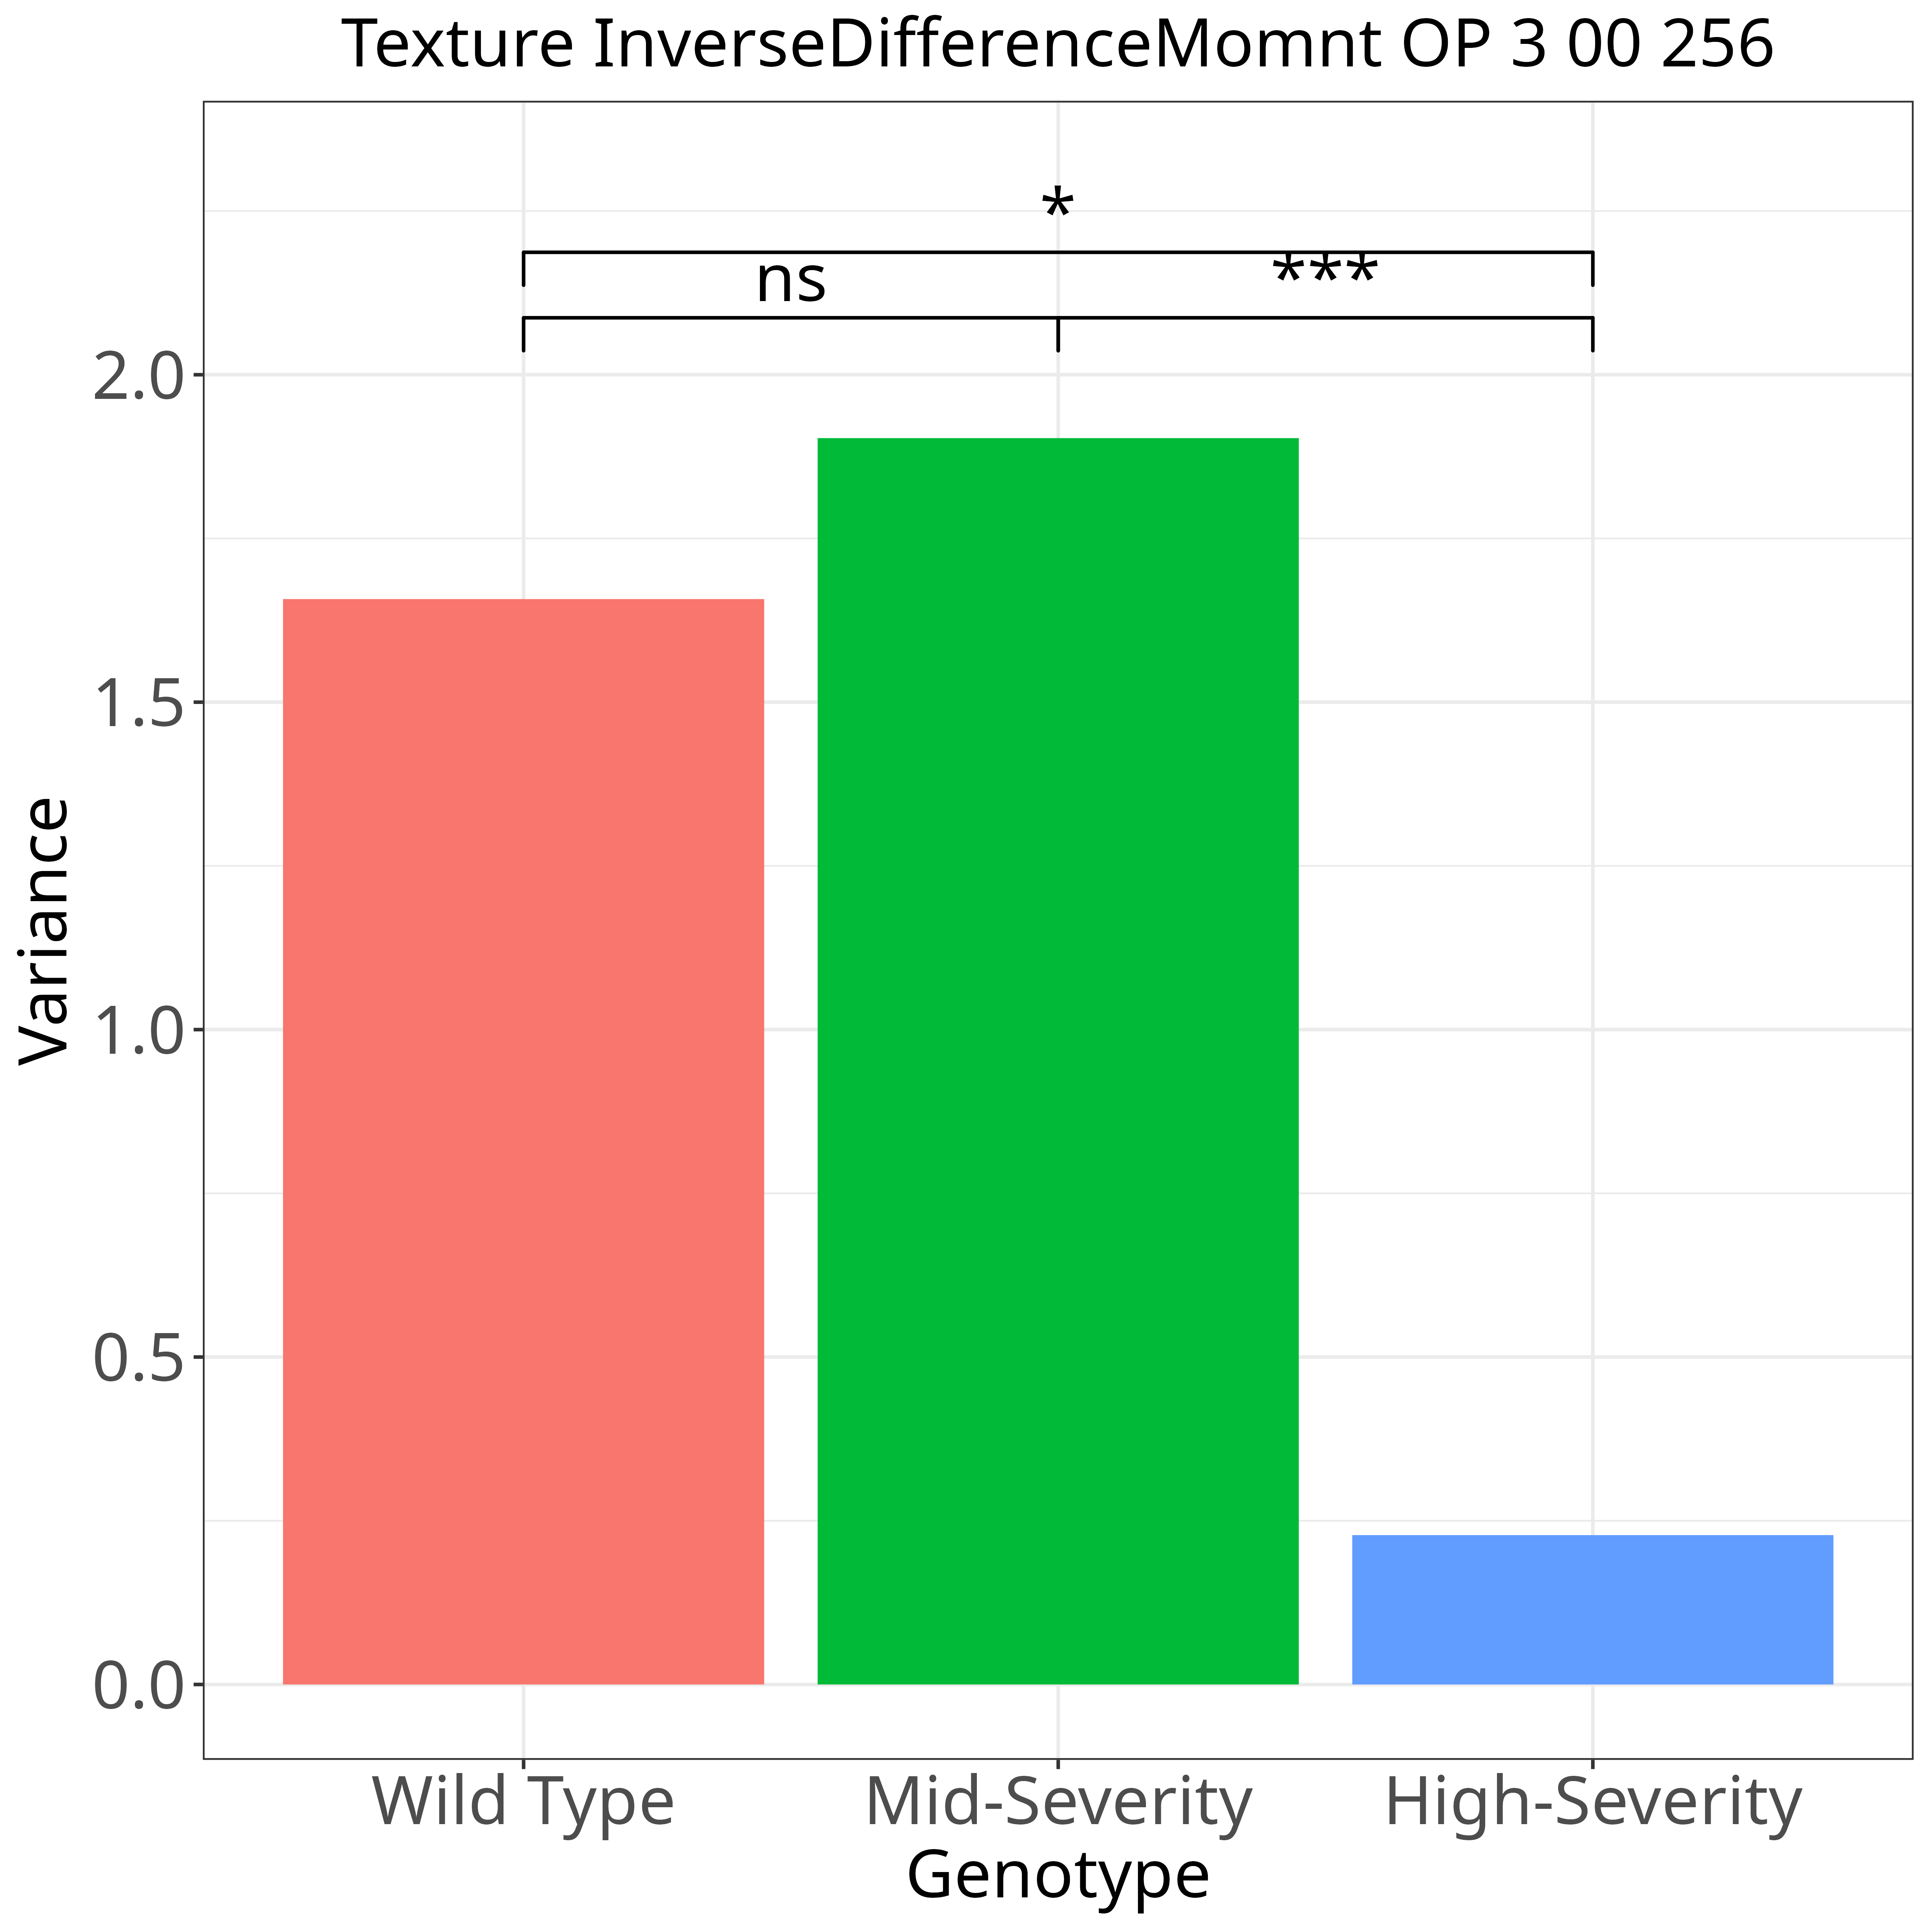 Texture InverseDifferenceMomnt OP 3 00 256
*
ns ***
2.0
1.5
1.0
0.5
0.0
Variance
Wild Type Mid-Severity High-Severity
Genotype